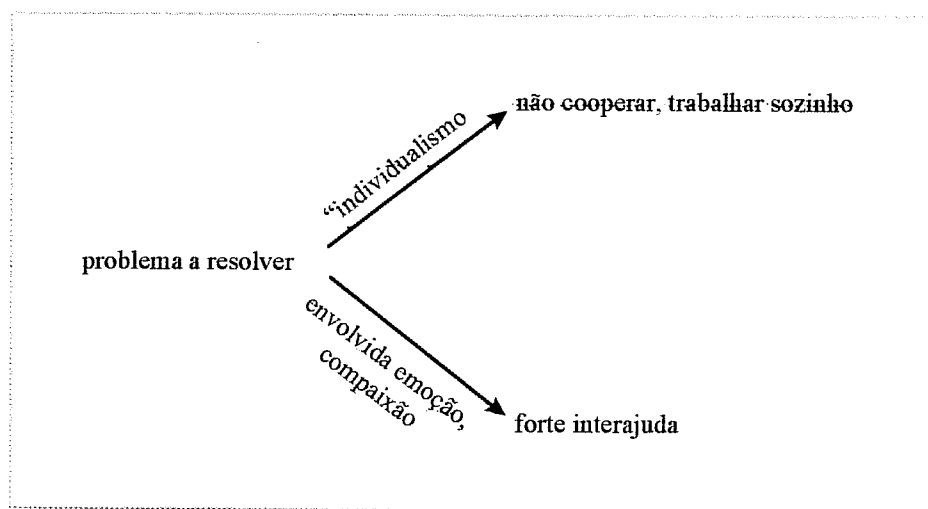 não cooperar, trabalhar sozinho
“individualismo
problema a resolver
envolvida emoção,
compaixão
forte interajuda